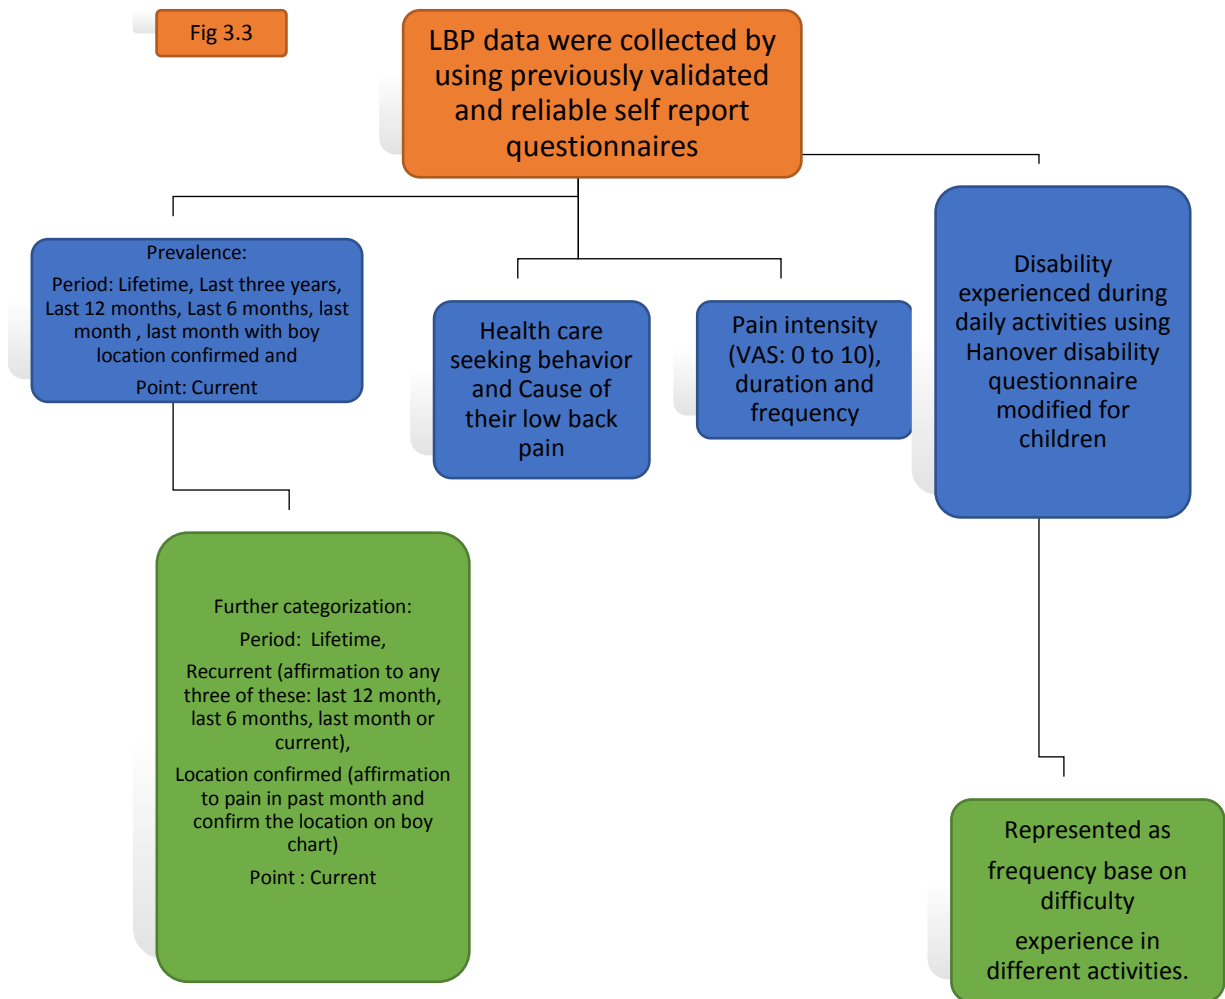 Fig 3.3
LBP data were collected by
using previously validated
and reliable self report
questionnaires
Prevalence:
Period: Lifetime, Last three years,
Last 12 months, Last 6 months, last
month , last month with boy
location confirmed and
Point: Current
Health care
seeking behavior
and Cause of
their low back
pain
Pain intensity
(VAS: 0 to 10),
duration and
frequency
Disability
experienced during
daily activities using
Hanover disability
questionnaire
modified for
children
Further categorization:
Period:  Lifetime,
Recurrent (affirmation to any
three of these: last 12 month,
last 6 months, last month or
current),
Location confirmed (affirmation
to pain in past month and
confirm the location on boy
chart)
Point : Current
Represented as
frequency base on
difficulty
experience in
different activities.